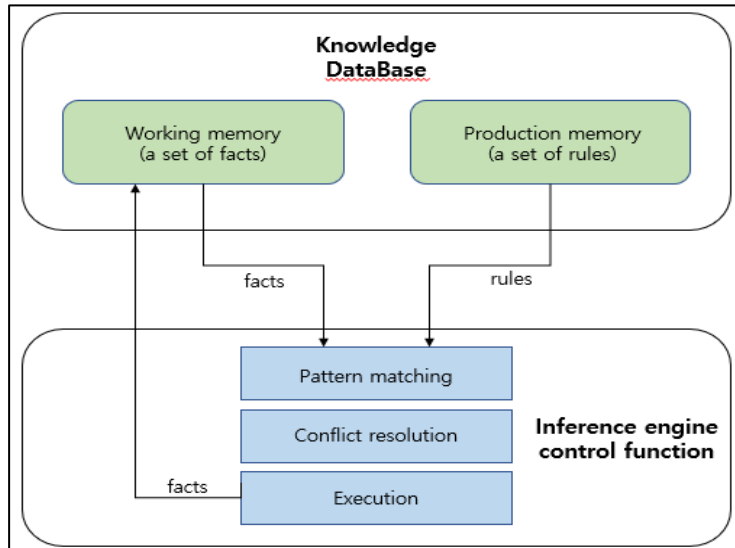 Knowledge
DataBase
Working memory
(a set of facts)
Production memory
(a set of rules)
facts
rules
Pattern matching
Conflict resolution
Inference engine
control function
facts
Execution